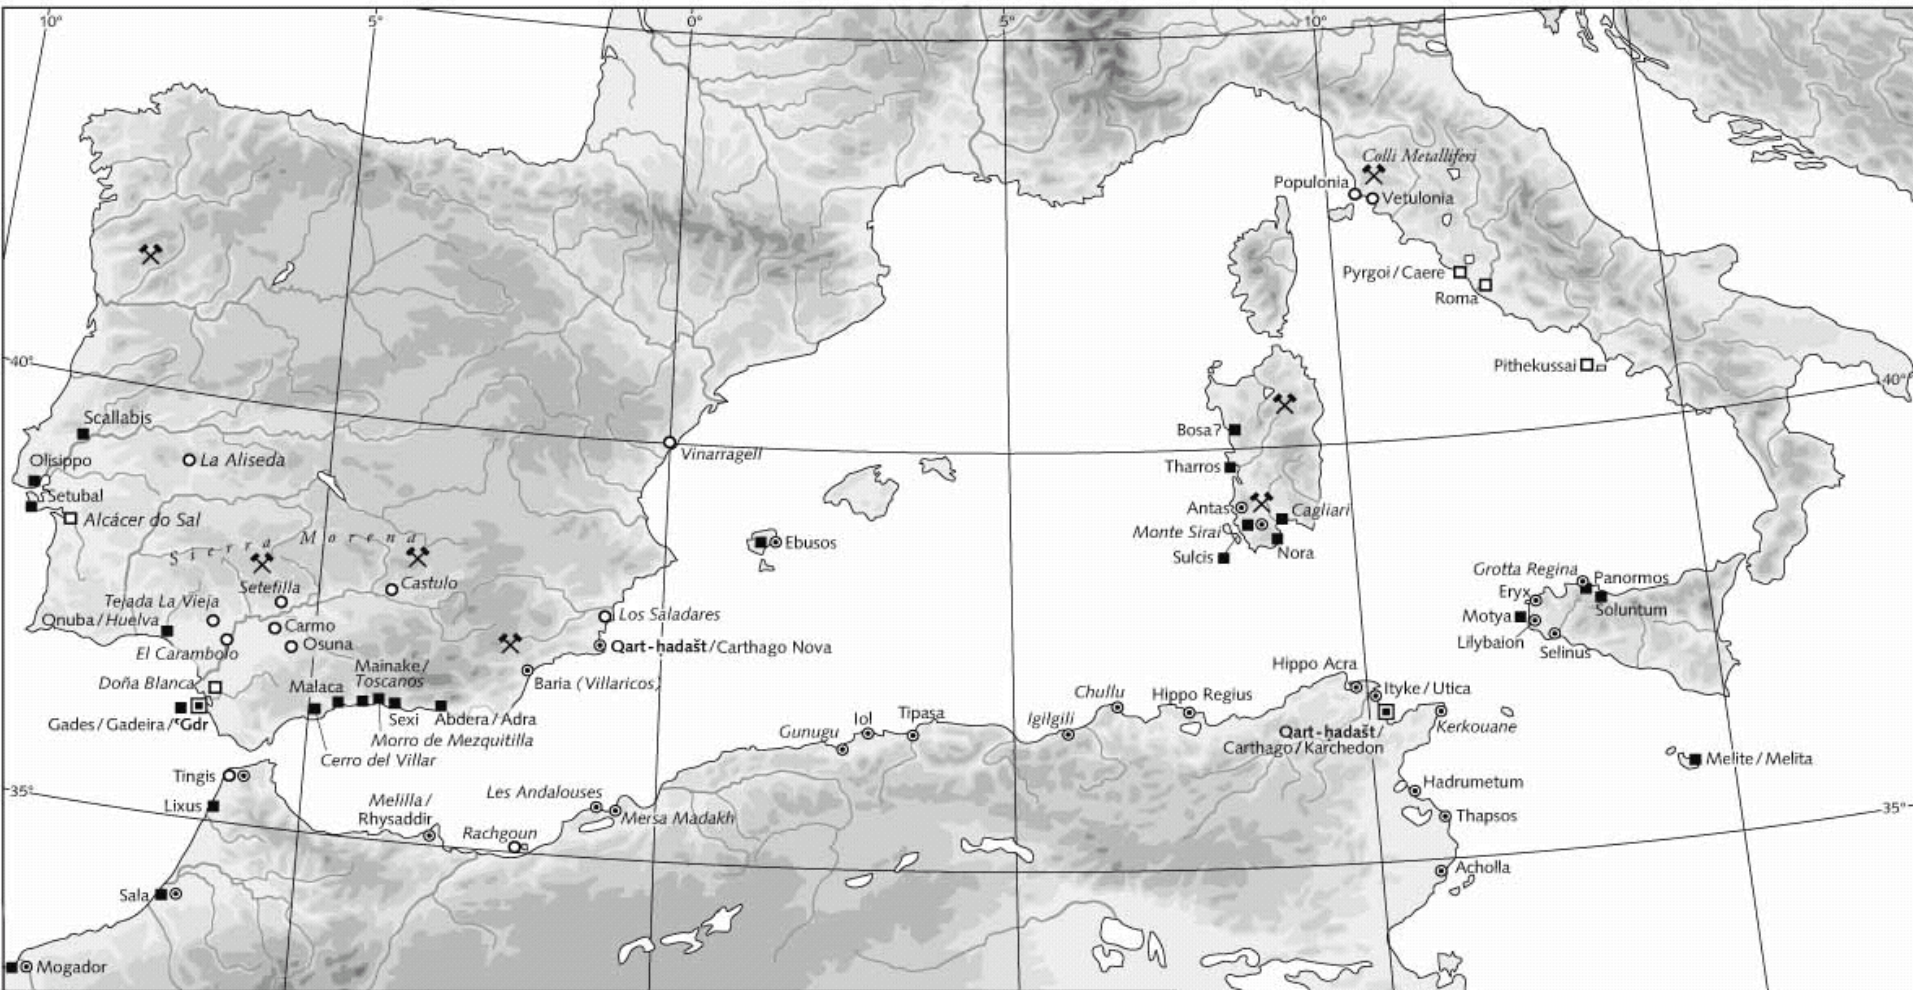 10°
5°
0°
5°
10°
Colli Metalliferi
Populonia
Vetulonia
Pyrgoi / Caere
Roma
40°
Pithekussai
40°
Scallabis
Bosa?
Olisippo
La Aliseda
Vinarragell
Tharros
Setubal
Alcácer do Sal
Antas
Cagliari
Sierra Morena
Monte Sirai
Ebusos
Nora
Sulcis
Setefilla
Castulo
Grotta Regina
Panormos
Tejada La Vieja
Eryx
Soluntum
Onuba / Huelva
Los Saladares
Motya
Carmo
El Carambolo
Osuna
Qart-ḥadašt / Carthago Nova
Lilybaion
Selinus
Mainake /
Toscanos
Hippo Acra
Doña Blanca
Malaca
Baria (Villaricos)
Chullu
Hippo Regius
Ityke / Utica
Gades / Gadeira / ʿGdr
Sexi
Abdera / Adra
Gunugu
Iol
Tipasa
Igilgili
Kerkouane
Qart-ḥadašt /
Carthago / Karchedon
Morro de Mezquitilla
Cerro del Villar
Melite / Melita
Tingis
35°
Les Andalouses
Hadrumetum
Lixus
Melilla /
Rhysaddir
Mersa Madakh
Thapsos
35°
Rachgoun
Acholla
Sala
Mogador